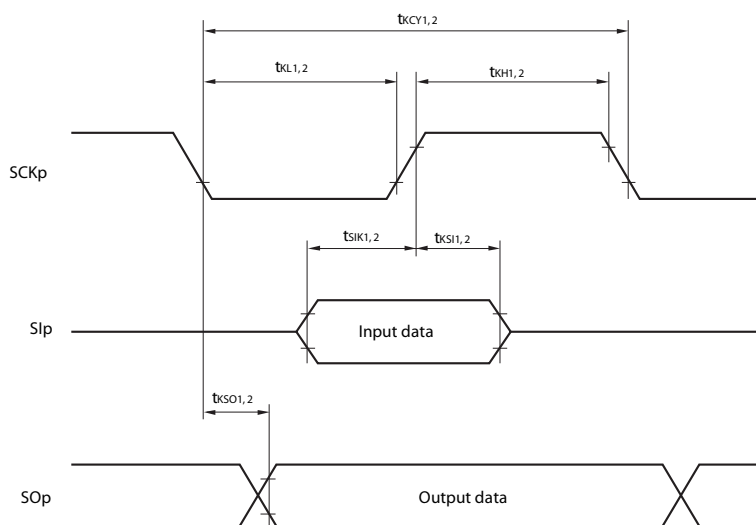 tKCY1, 2
tKL1, 2
tKH1, 2
SCKp
tSIK1, 2
tKSI1, 2
SIp
Input data
tKSO1, 2
SOp
Output data